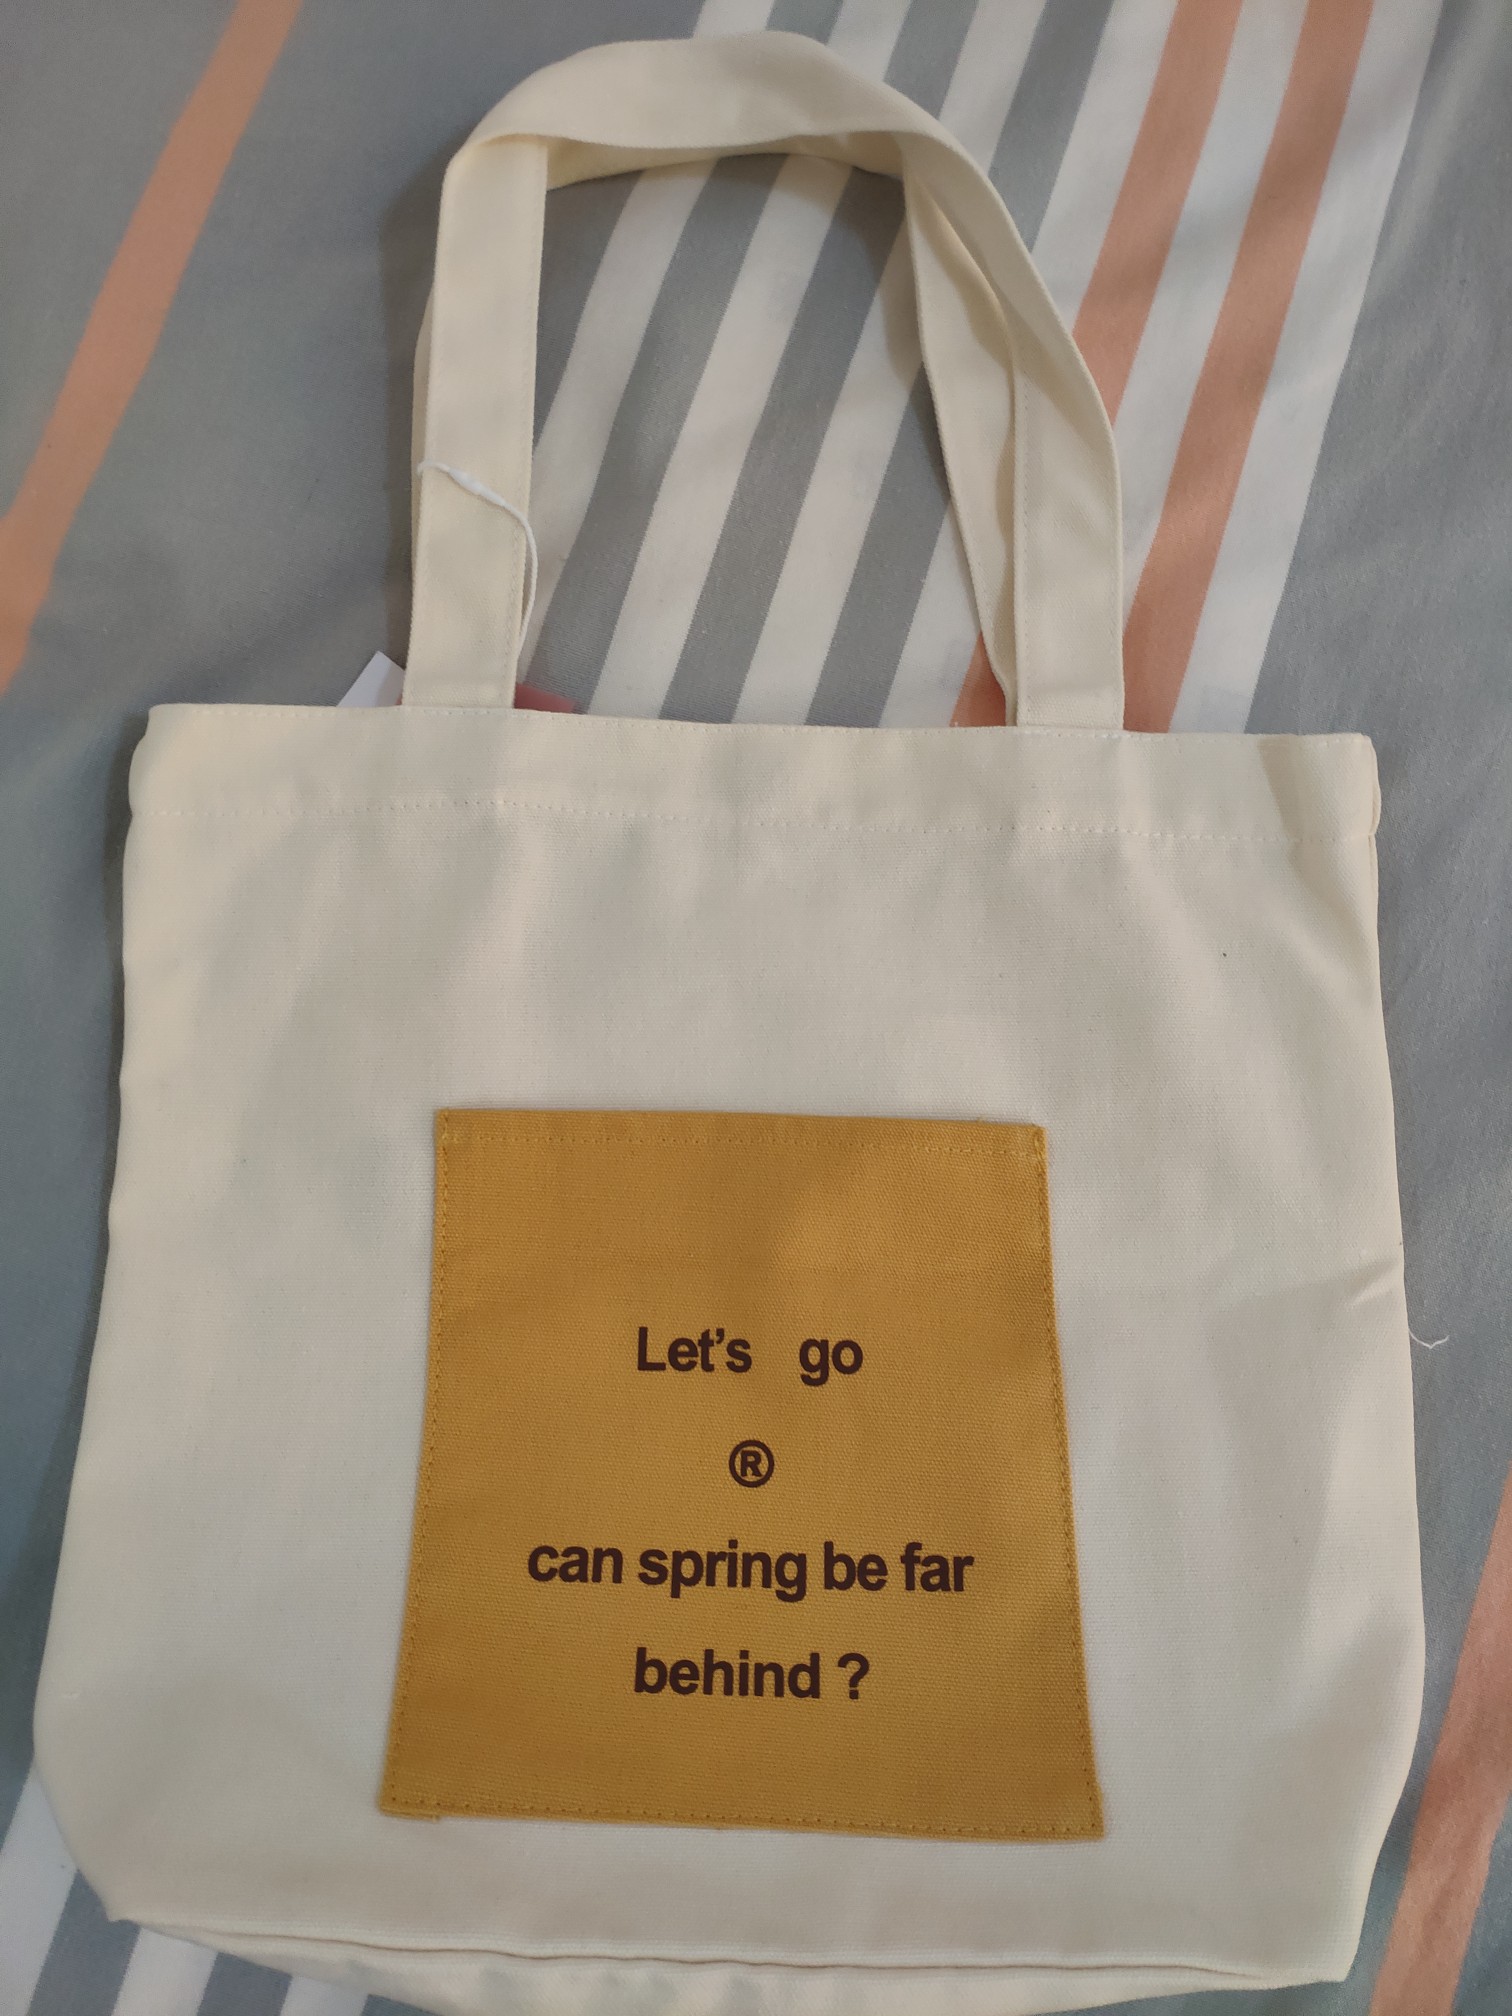 Let's go
®
can spring be far
behind ?